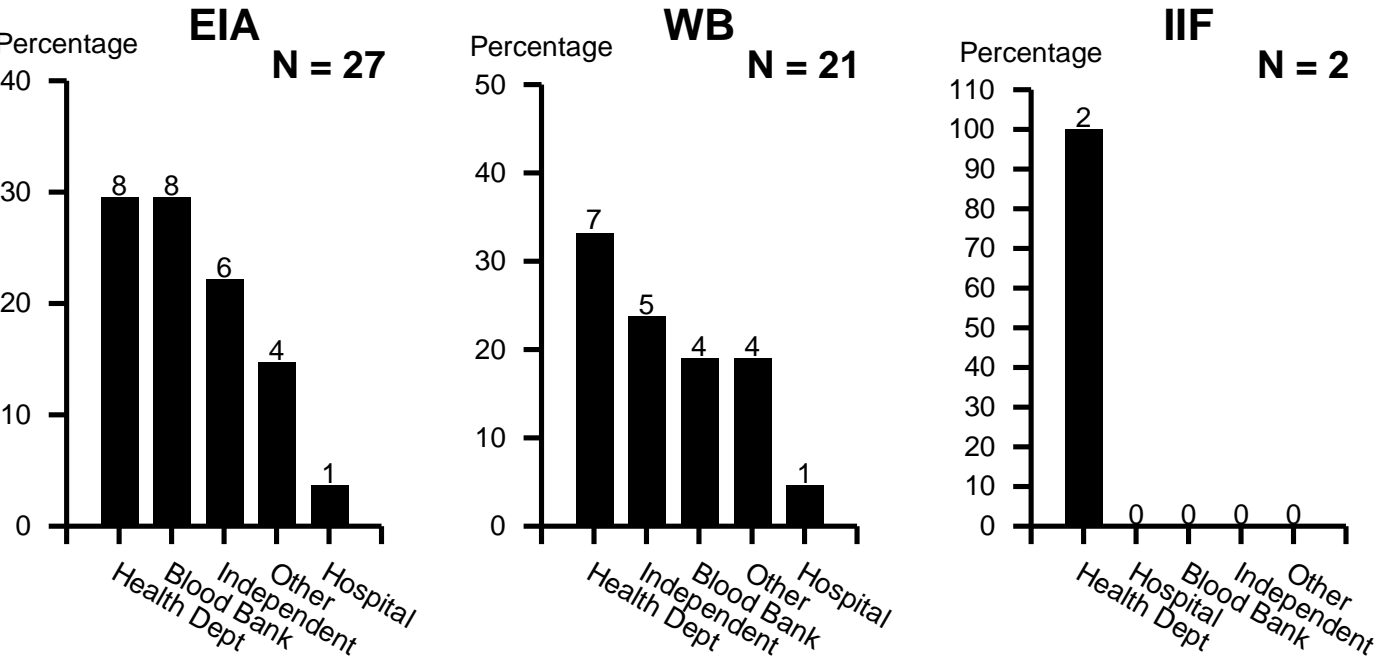 EIA
N = 27
Percentage
40
30
20
10
0
8
8
6
4
1
Health Dept
Blood Bank
Independent
Other
Hospital
WB
N = 21
Percentage
50
40
30
20
10
0
7
5
4
4
1
Health Dept
Independent
Blood Bank
Other
Hospital
IIF
N = 2
Percentage
110
100
90
80
70
60
50
40
30
20
10
0
2
0
0
0
0
Health Dept
Hospital
Blood Bank
Independent
Other